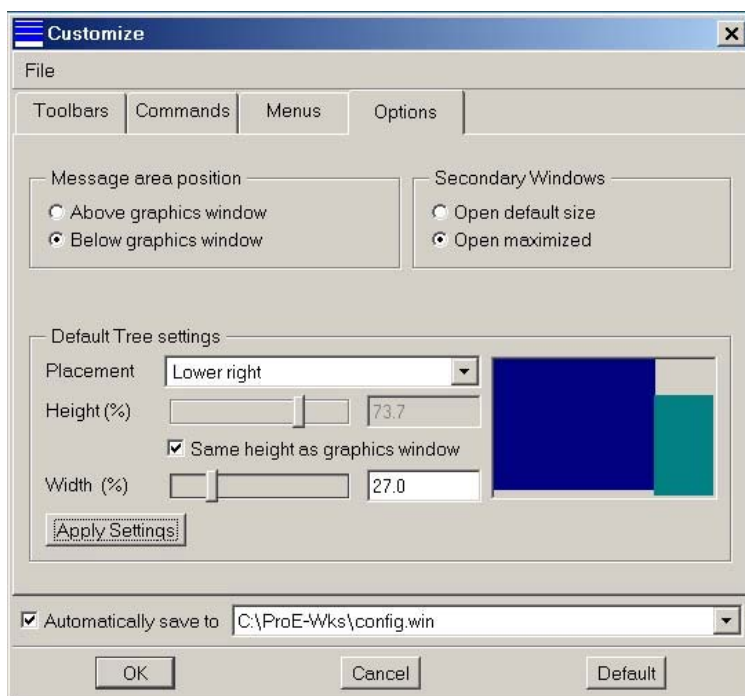 Customize
File
Toolbars Commands Menus Options
Message area position Secondary Windows
Above graphics window Open default size
Below graphics window Open maximized
Default Tree settings
Placement Lower right
Height (%) 73.7
Same height as graphics window
Width (%) 27.0
Apply Settings
Automatically save to C:\ProE-Wks\config.win
OK Cancel Default